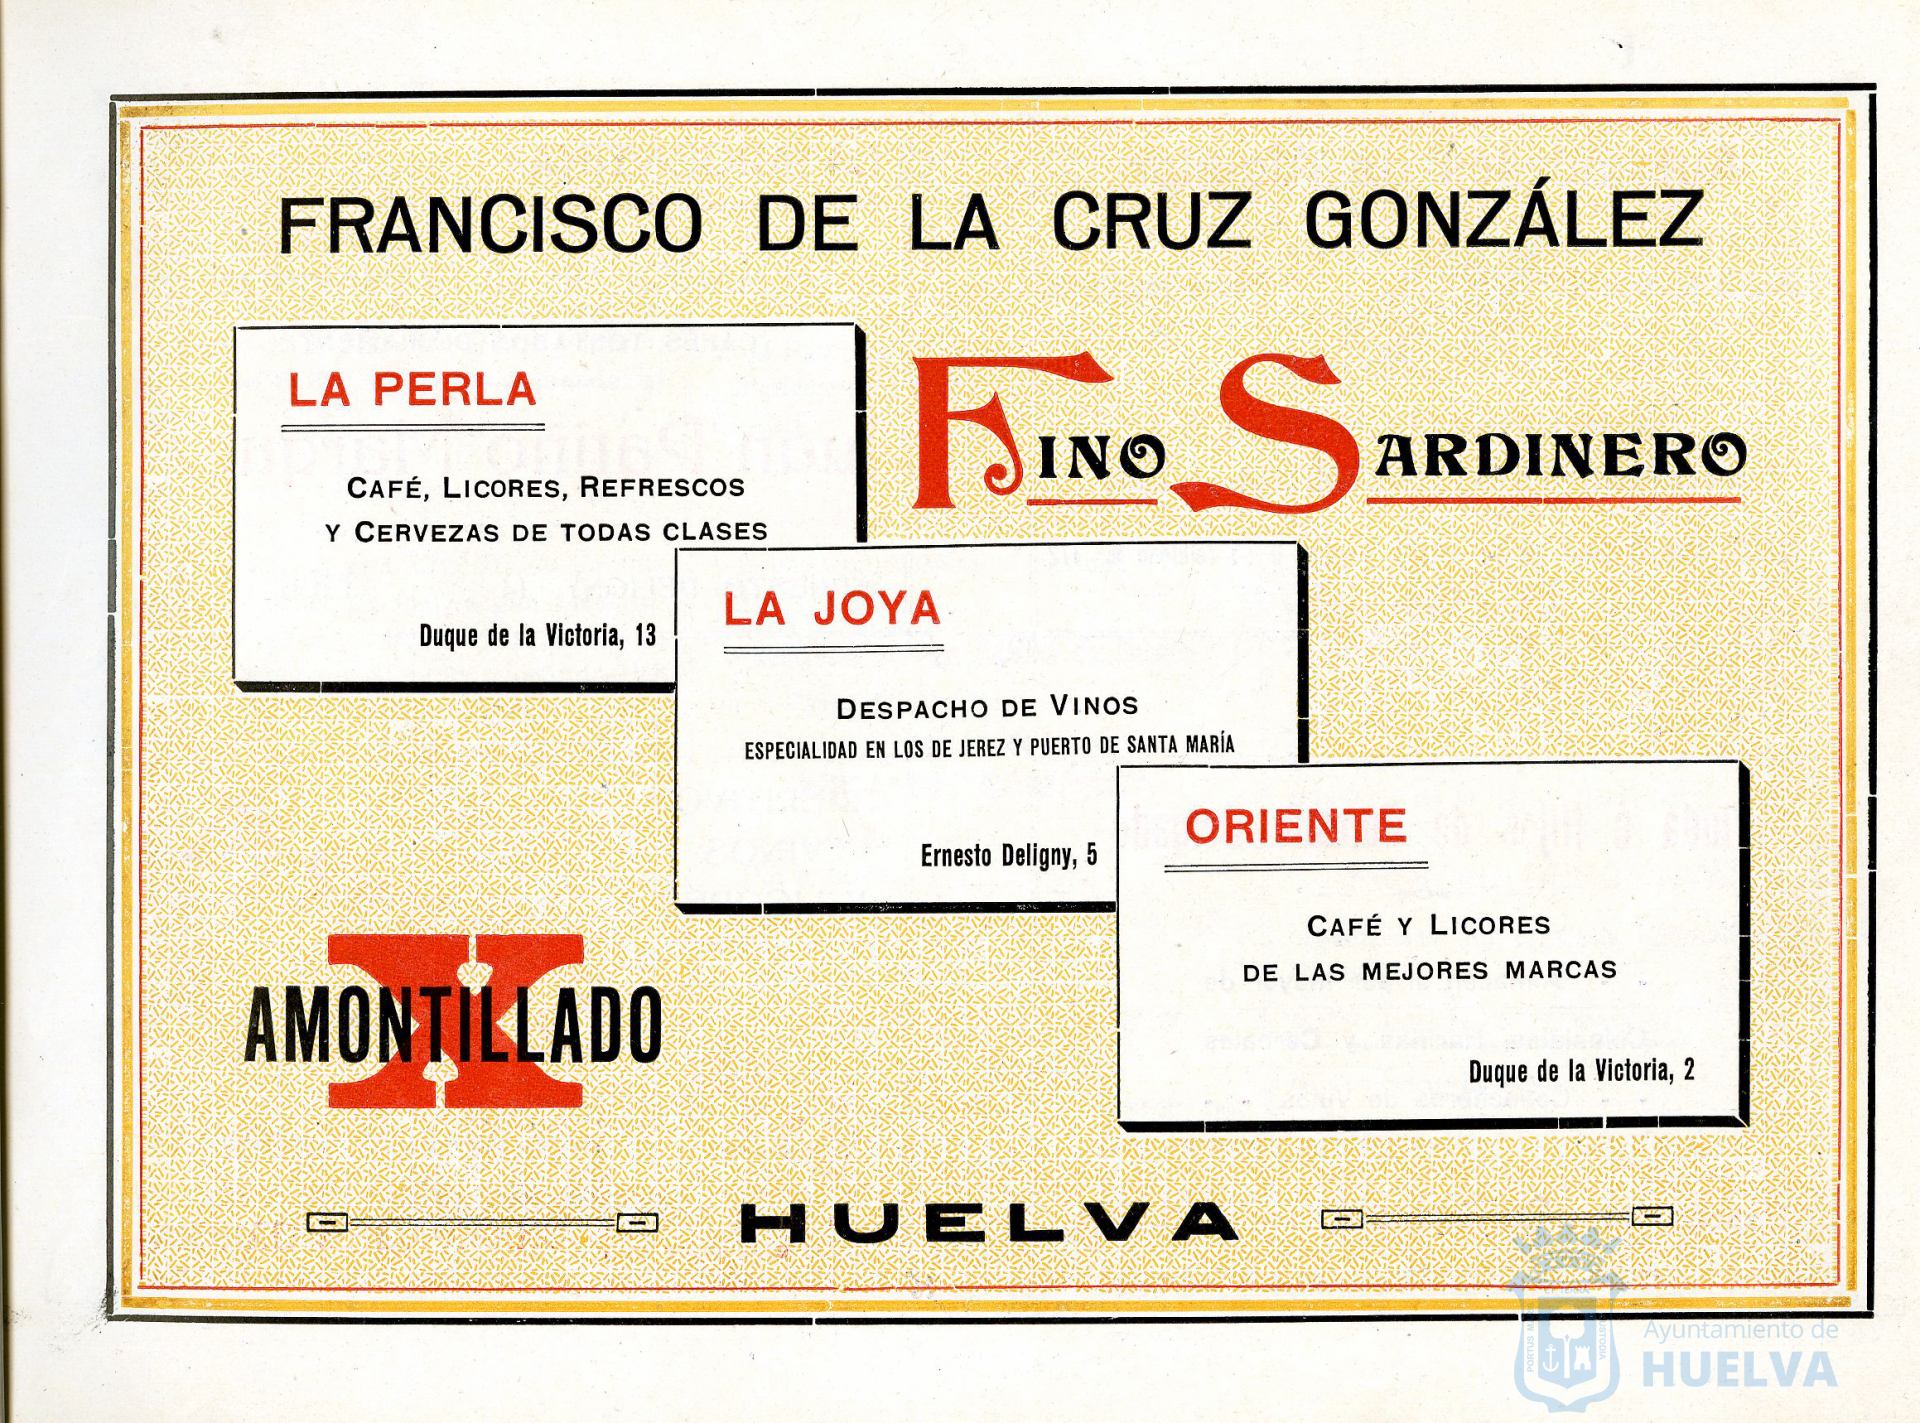 FRANCISCO DE LA CRUZ GONZÁLEZ
LA PERLA
CAFÉ, LICORES, REFRESCOS
Y CERVEZAS DE TODAS CLASES
Duque de la Victoria, 13
FINO SARDINERO
LA JOYA
DESPACHO DE VINOS
ESPECIALIDAD EN LOS DE JEREZ Y PUERTO DE SANTA MARÍA
Ernesto Deligny, 5
ORIENTE
CAFÉ Y LICORES
DE LAS MEJORES MARCAS
Duque de la Victoria, 2
X
AMONTILLADO
HUELVA
Ayuntamiento de
HUELVA